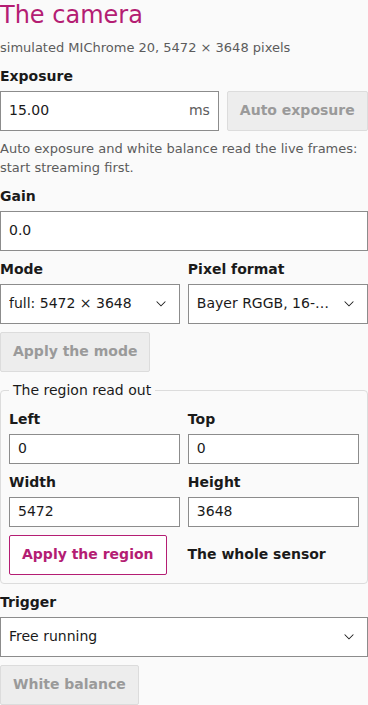 The camera
simulated MIChrome 20, 5472 × 3648 pixels
Exposure
15.00 ms Auto exposure
Auto exposure and white balance read the live frames:
start streaming first.
Gain
0.0
Mode Pixel format
full: 5472 × 3648 Bayer RGGB, 16-...
Apply the mode
The region read out
Left Top
0 0
Width Height
5472 3648
Apply the region The whole sensor
Trigger
Free running
White balance